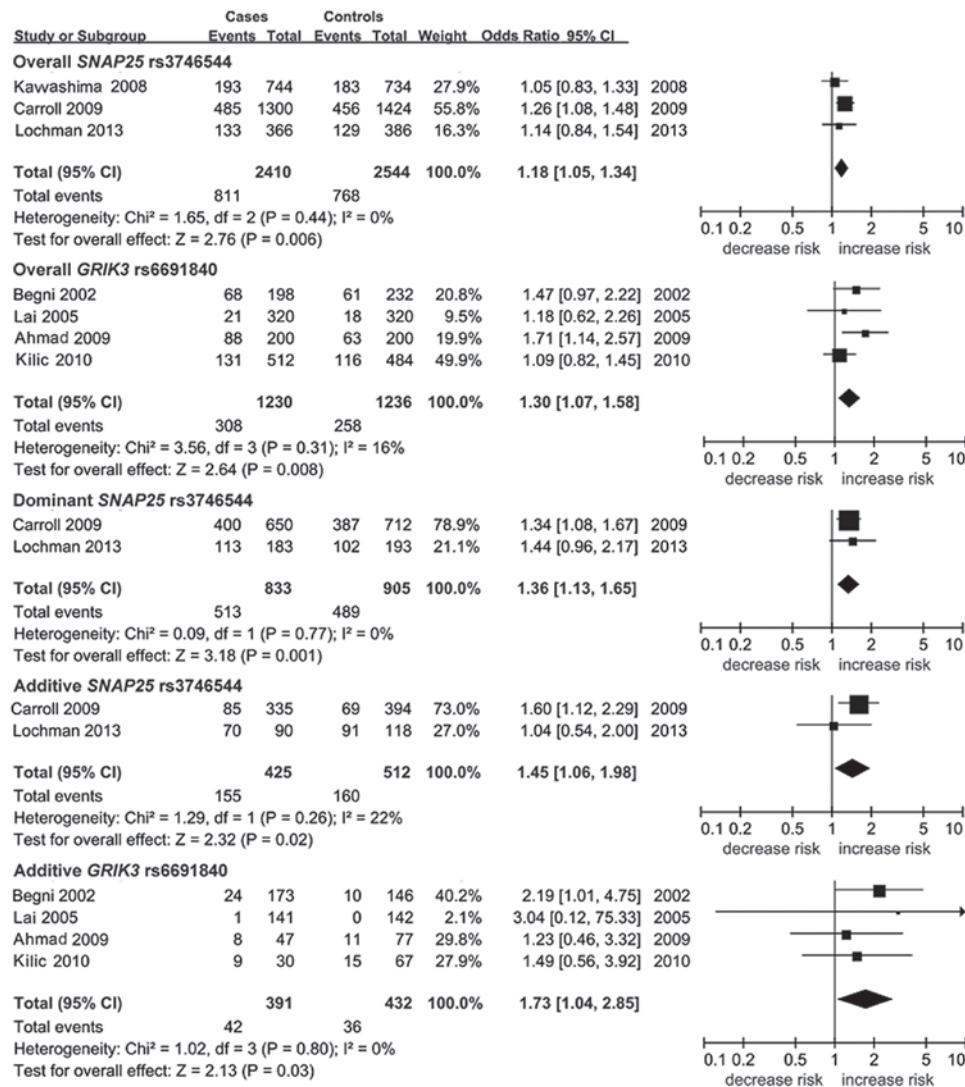 Cases Controls
Study or Subgroup Events Total Events Total Weight Odds Ratio 95% CI
Overall SNAP25 rs3746544
Kawashima 2008 193 744 183 734 27.9% 1.05 [0.83, 1.33] 2008
Carroll 2009 485 1300 456 1424 55.8% 1.26 [1.08, 1.48] 2009
Lochman 2013 133 366 129 386 16.3% 1.14 [0.84, 1.54] 2013
Total (95% CI) 2410 2544 100.0% 1.18 [1.05, 1.34]
Total events 811 768
Heterogeneity: Chi² = 1.65, df = 2 (P = 0.44); I² = 0%
Test for overall effect: Z = 2.76 (P = 0.006)
0.1 0.2 0.5 1 2 5 10
decrease risk increase risk
Overall GRIK3 rs6691840
Begni 2002 68 198 61 232 20.8% 1.47 [0.97, 2.22] 2002
Lai 2005 21 320 18 320 9.5% 1.18 [0.62, 2.26] 2005
Ahmad 2009 88 200 63 200 19.9% 1.71 [1.14, 2.57] 2009
Kilic 2010 131 512 116 484 49.9% 1.09 [0.82, 1.45] 2010
Total (95% CI) 1230 1236 100.0% 1.30 [1.07, 1.58]
Total events 308 258
Heterogeneity: Chi² = 3.56, df = 3 (P = 0.31); I² = 16%
Test for overall effect: Z = 2.64 (P = 0.008)
0.1 0.2 0.5 1 2 5 10
decrease risk increase risk
Dominant SNAP25 rs3746544
Carroll 2009 400 650 387 712 78.9% 1.34 [1.08, 1.67] 2009
Lochman 2013 113 183 102 193 21.1% 1.44 [0.96, 2.17] 2013
Total (95% CI) 833 905 100.0% 1.36 [1.13, 1.65]
Total events 513 489
Heterogeneity: Chi² = 0.09, df = 1 (P = 0.77); I² = 0%
Test for overall effect: Z = 3.18 (P = 0.001)
0.1 0.2 0.5 1 2 5 10
decrease risk increase risk
Additive SNAP25 rs3746544
Carroll 2009 85 335 69 394 73.0% 1.60 [1.12, 2.29] 2009
Lochman 2013 70 90 91 118 27.0% 1.04 [0.54, 2.00] 2013
Total (95% CI) 425 512 100.0% 1.45 [1.06, 1.98]
Total events 155 160
Heterogeneity: Chi² = 1.29, df = 1 (P = 0.26); I² = 22%
Test for overall effect: Z = 2.32 (P = 0.02)
0.1 0.2 0.5 1 2 5 10
decrease risk increase risk
Additive GRIK3 rs6691840
Begni 2002 24 173 10 146 40.2% 2.19 [1.01, 4.75] 2002
Lai 2005 1 141 0 142 2.1% 3.04 [0.12, 75.33] 2005
Ahmad 2009 8 47 11 77 29.8% 1.23 [0.46, 3.32] 2009
Kilic 2010 9 30 15 67 27.9% 1.49 [0.56, 3.92] 2010
Total (95% CI) 391 432 100.0% 1.73 [1.04, 2.85]
Total events 42 36
Heterogeneity: Chi² = 1.02, df = 3 (P = 0.80); I² = 0%
Test for overall effect: Z = 2.13 (P = 0.03)
0.1 0.2 0.5 1 2 5 10
decrease risk increase risk